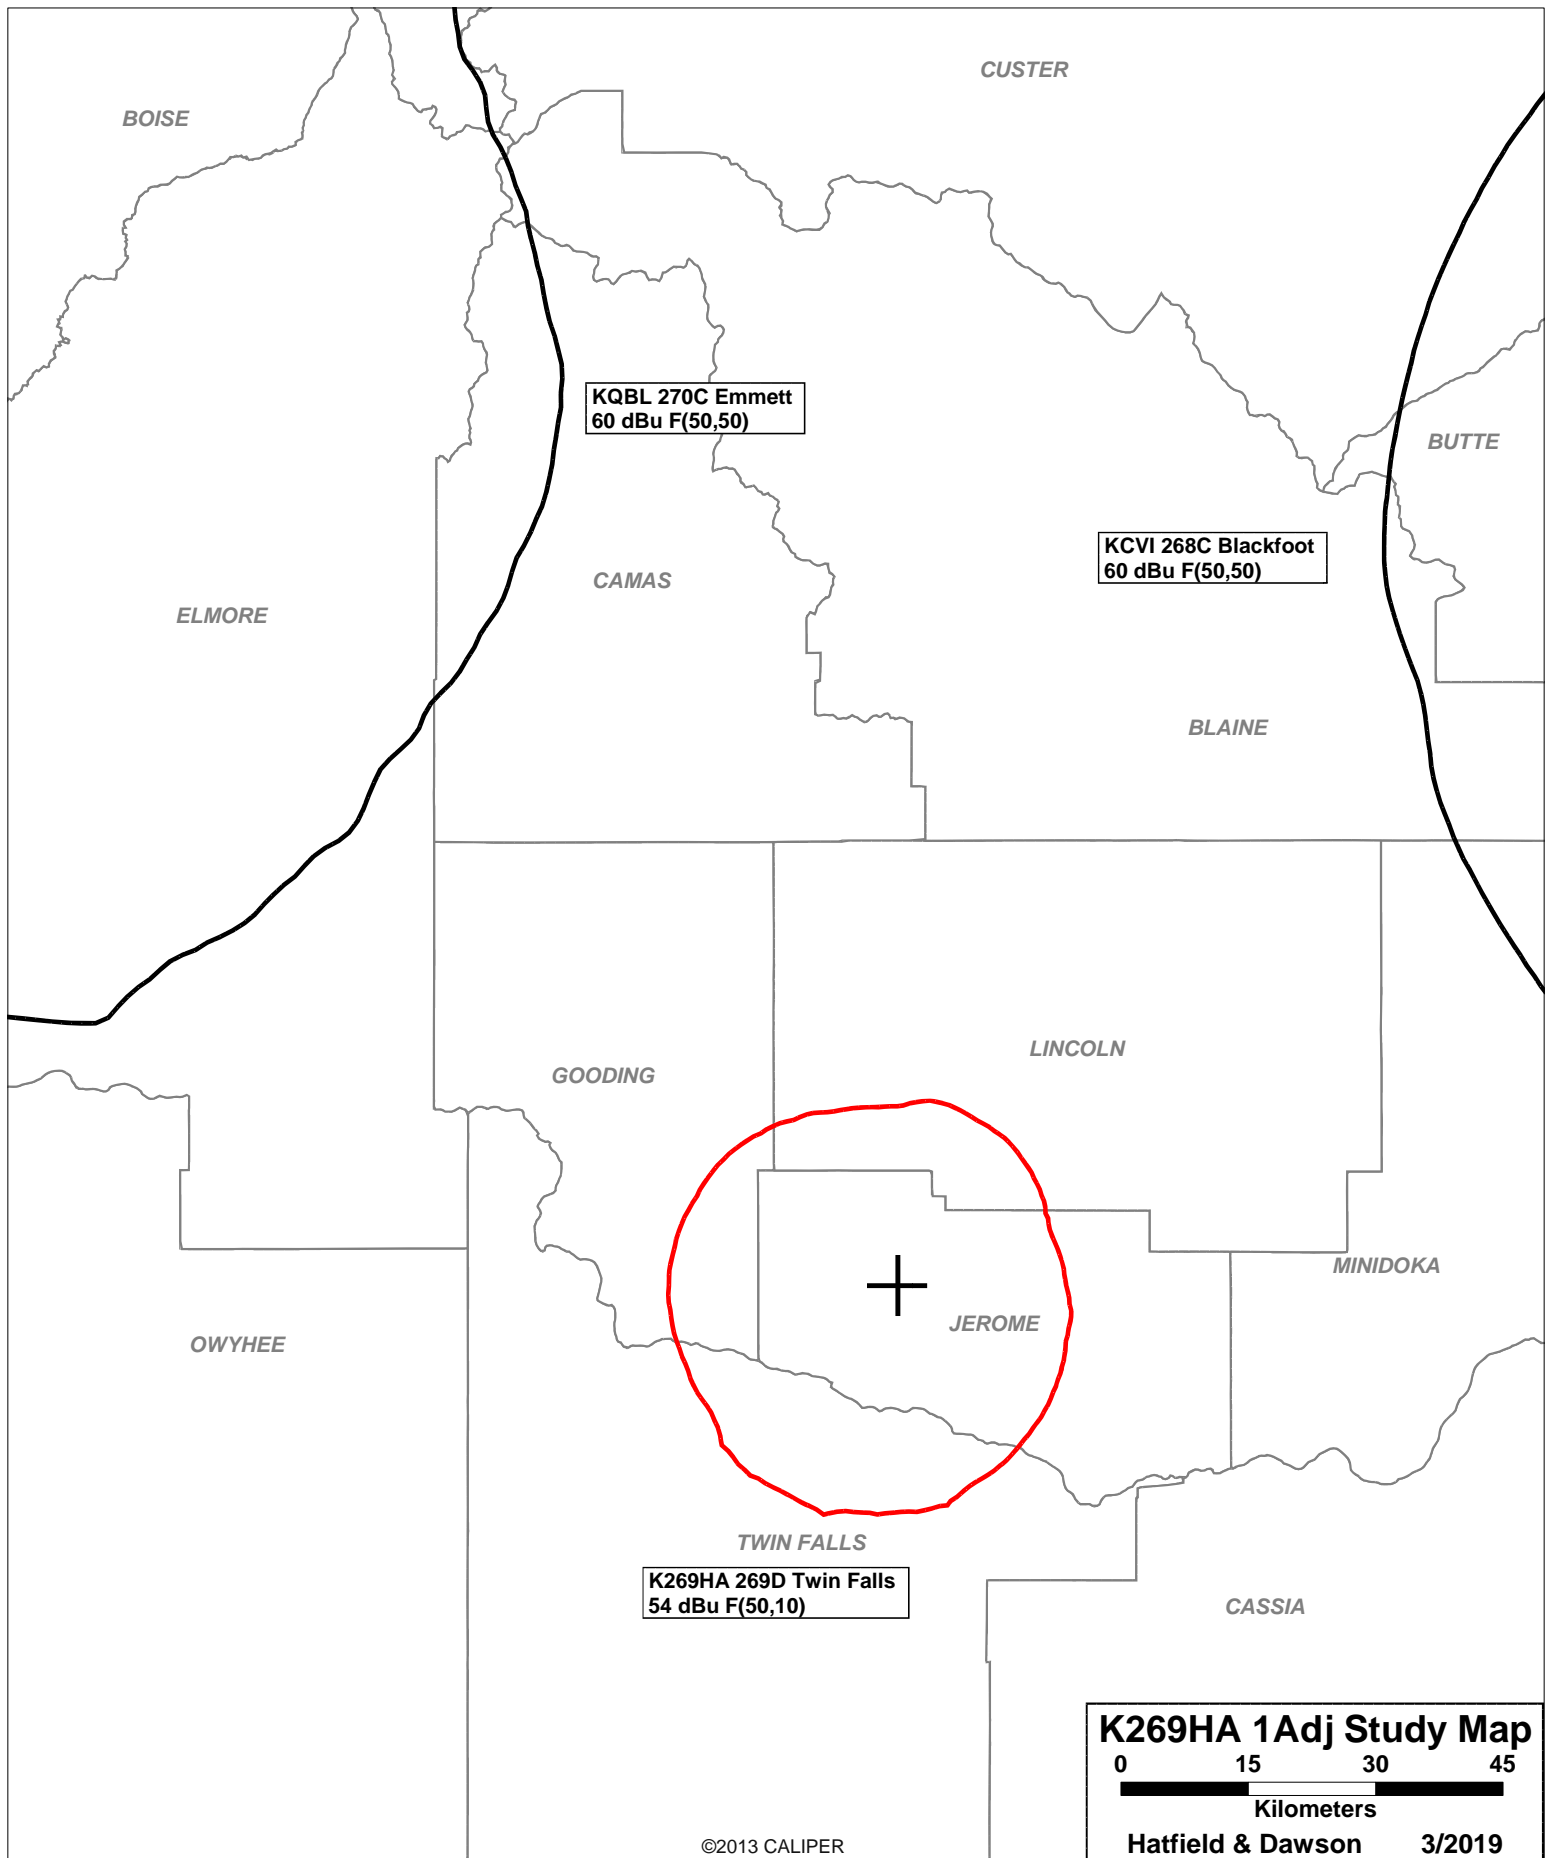 CUSTER
BOISE
KQBL 270C Emmett
60 dBu F(50,50)
BUTTE
KCVI 268C Blackfoot
60 dBu F(50,50)
CAMAS
ELMORE
BLAINE
LINCOLN
GOODING
MINIDOKA
JEROME
OWYHEE
TWIN FALLS
K269HA 269D Twin Falls
54 dBu F(50,10)
CASSIA
K269HA 1Adj Study Map
0 15 30 45
Kilometers
Hatfield & Dawson 3/2019
©2013 CALIPER